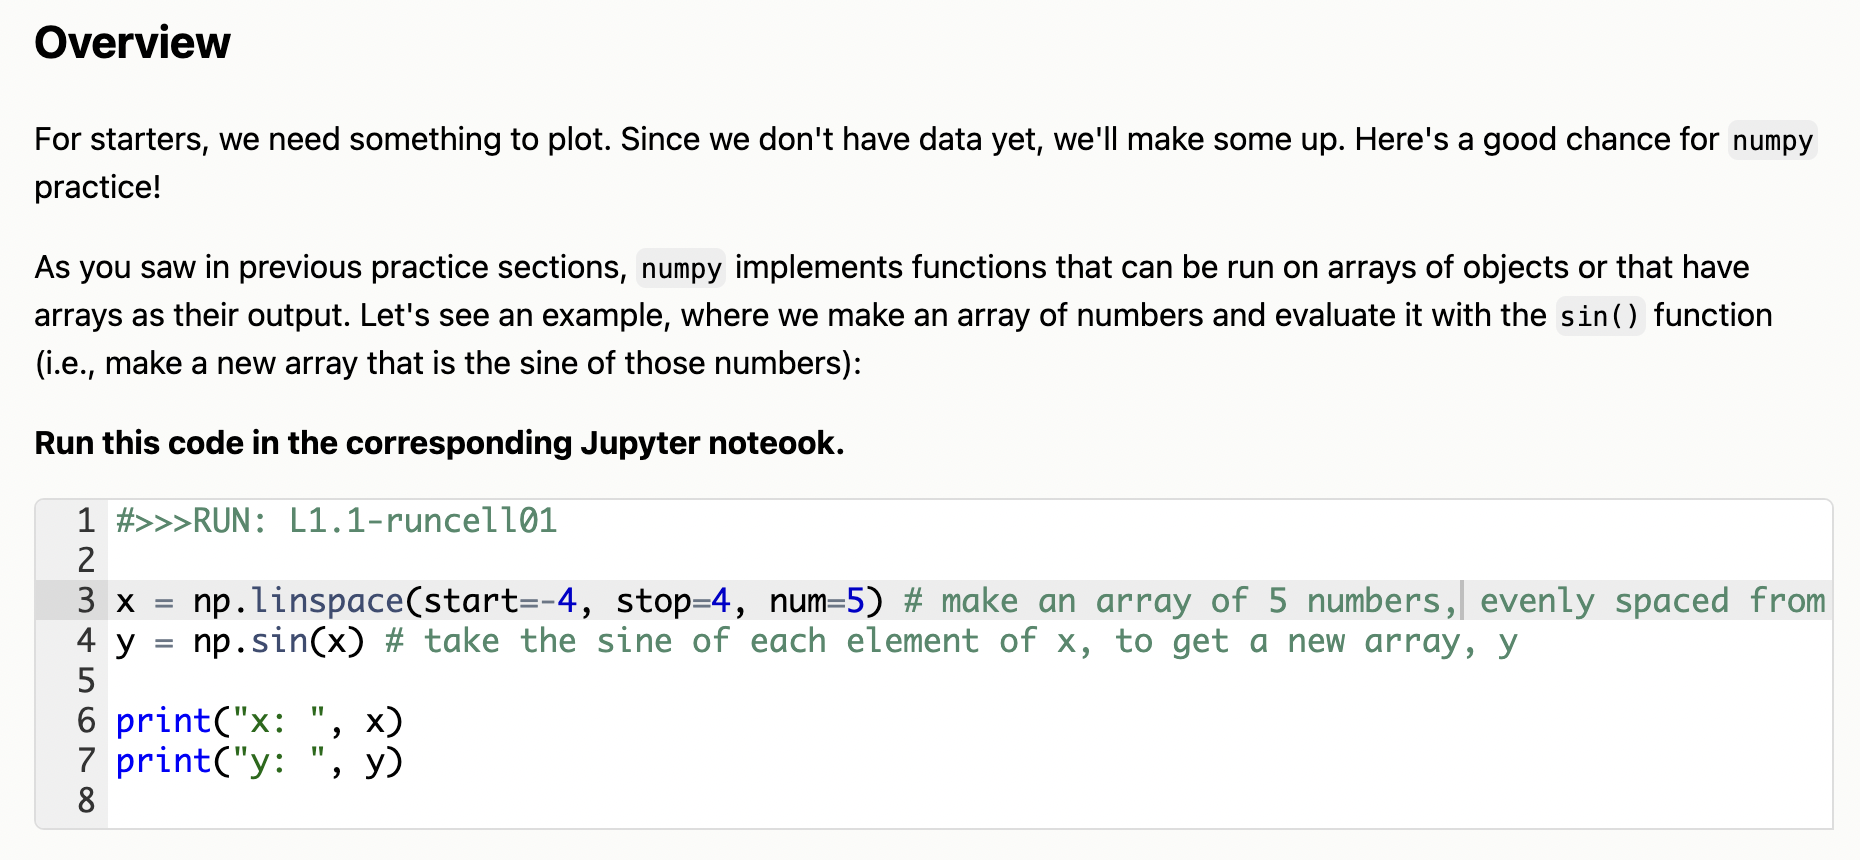 Overview
For starters, we need something to plot. Since we don't have data yet, we'll make some up. Here's a good chance for numpy
practice!
As you saw in previous practice sections, numpy implements functions that can be run on arrays of objects or that have
arrays as their output. Let's see an example, where we make an array of numbers and evaluate it with the sin() function
(i.e., make a new array that is the sine of those numbers):
Run this code in the corresponding Jupyter noteook.
1 #>>>RUN: L1.1-runcell01
2
3 x = np.linspace(start=-4, stop=4, num=5) # make an array of 5 numbers, evenly spaced from
4 y = np.sin(x) # take the sine of each element of x, to get a new array, y
5
6 print("x: ", x)
7 print("y: ", y)
8